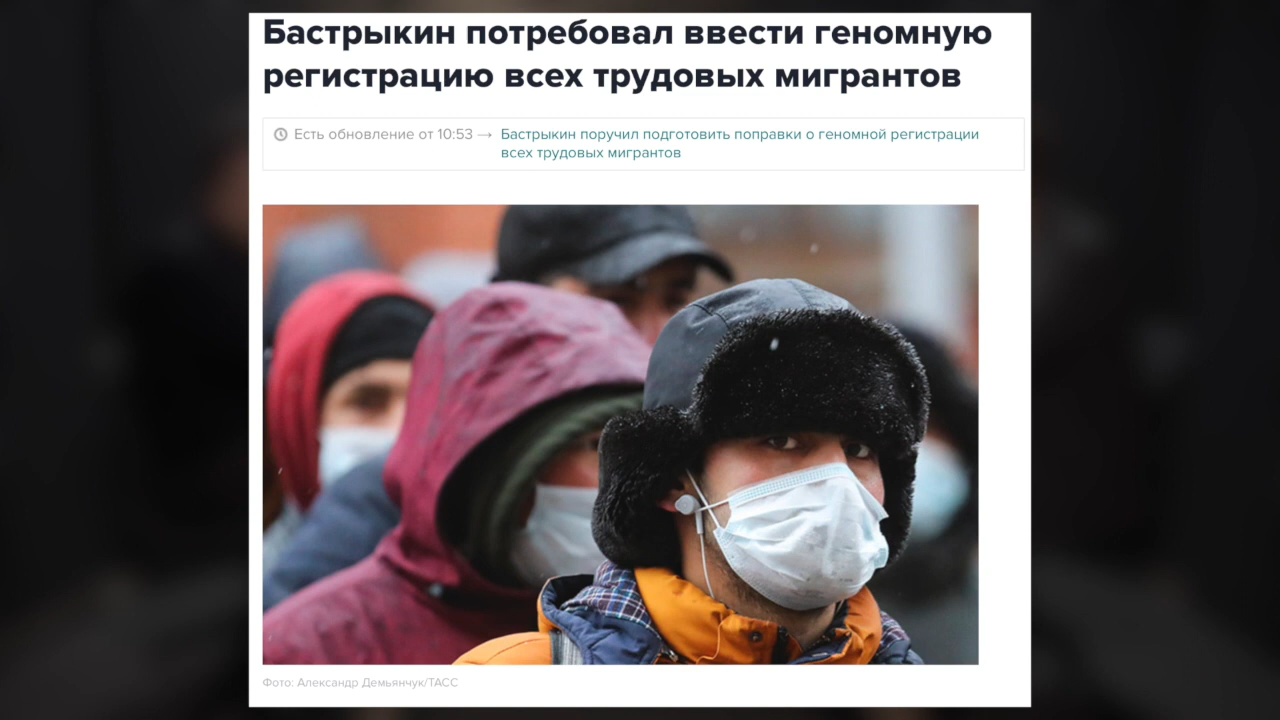 Бастрыкин потребовал ввести геномную
регистрацию всех трудовых мигрантов
Есть обновление от 10:53 → Бастрыкин поручил подготовить поправки о геномной регистрации
всех трудовых мигрантов
Фото: Александр Демьянчук/ТАСС